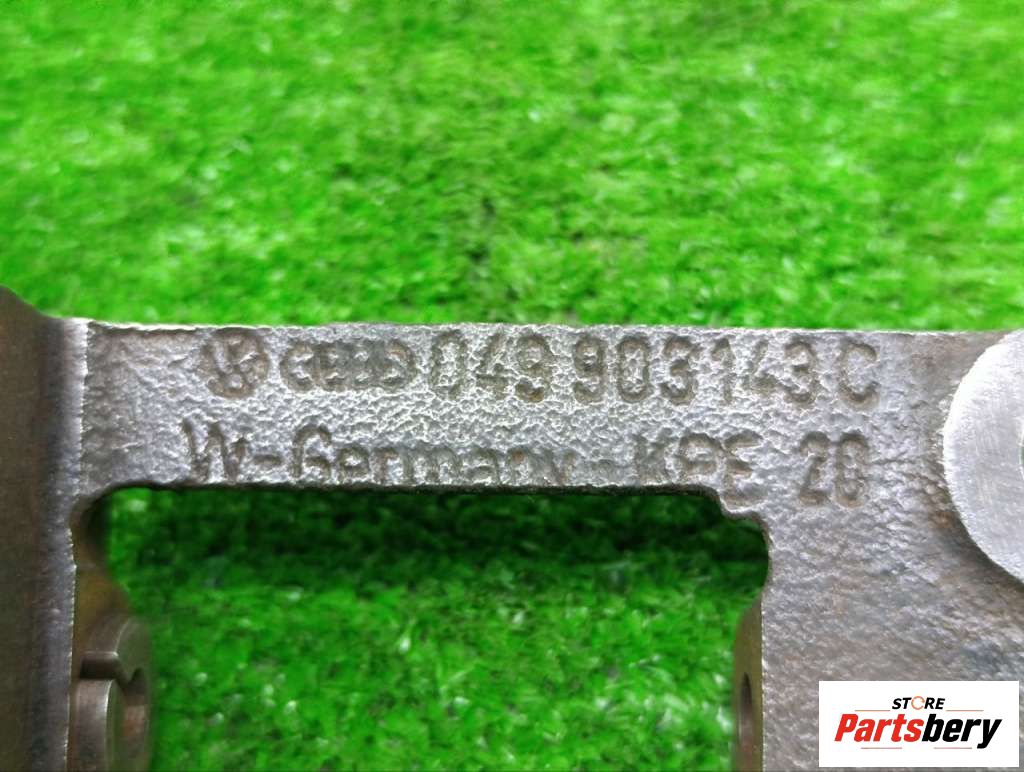 049 903 143 C
W-Germany-KPE 20
STORE
Partsbery